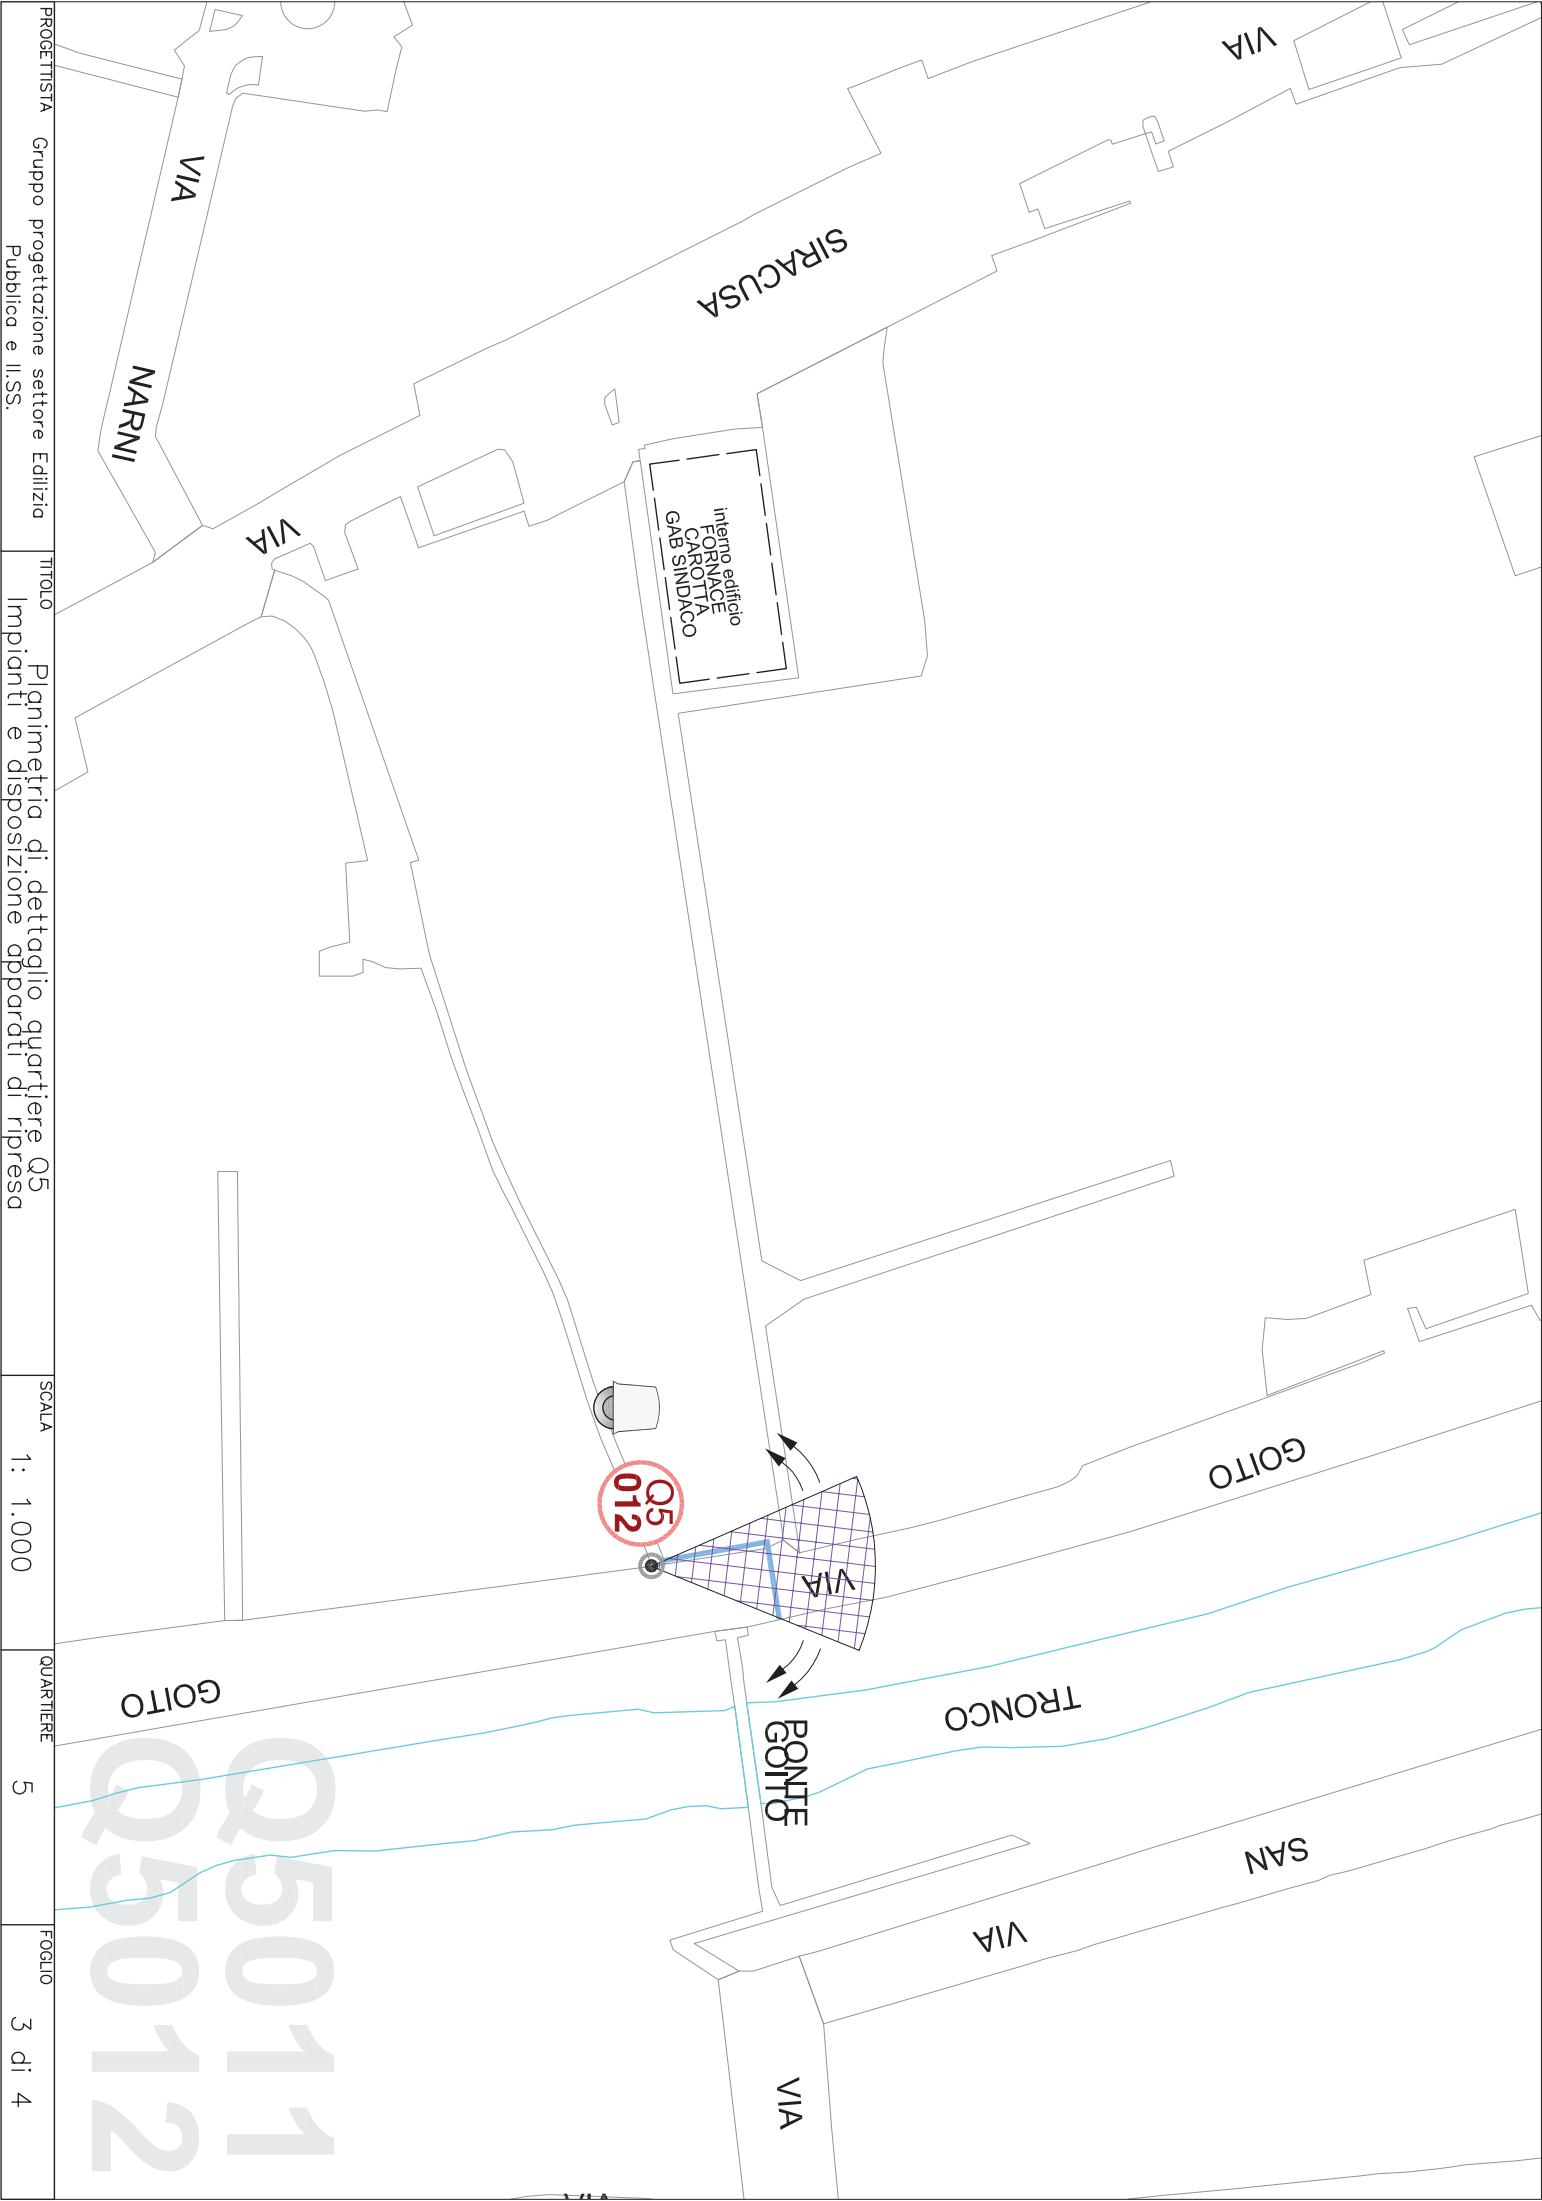 VIA
SIRACUSA
VIA
VIA
NARNI
interno edificio
FORNACE
CAROTTA
GAB SINDACO
Q5
012
VIA
GOITO
GOITO
PONTE
GOITO
TRONCO
SAN
VIA
VIA
VIA
Q5011
Q5012
PROGETTISTA
Gruppo progettazione settore Edilizia
Pubblica e II.SS.
TITOLO
Planimetria di dettaglio quartiere Q5
Impianti e disposizione apparati di ripresa
SCALA
1: 1.000
QUARTIERE
5
FOGLIO
3 di 4